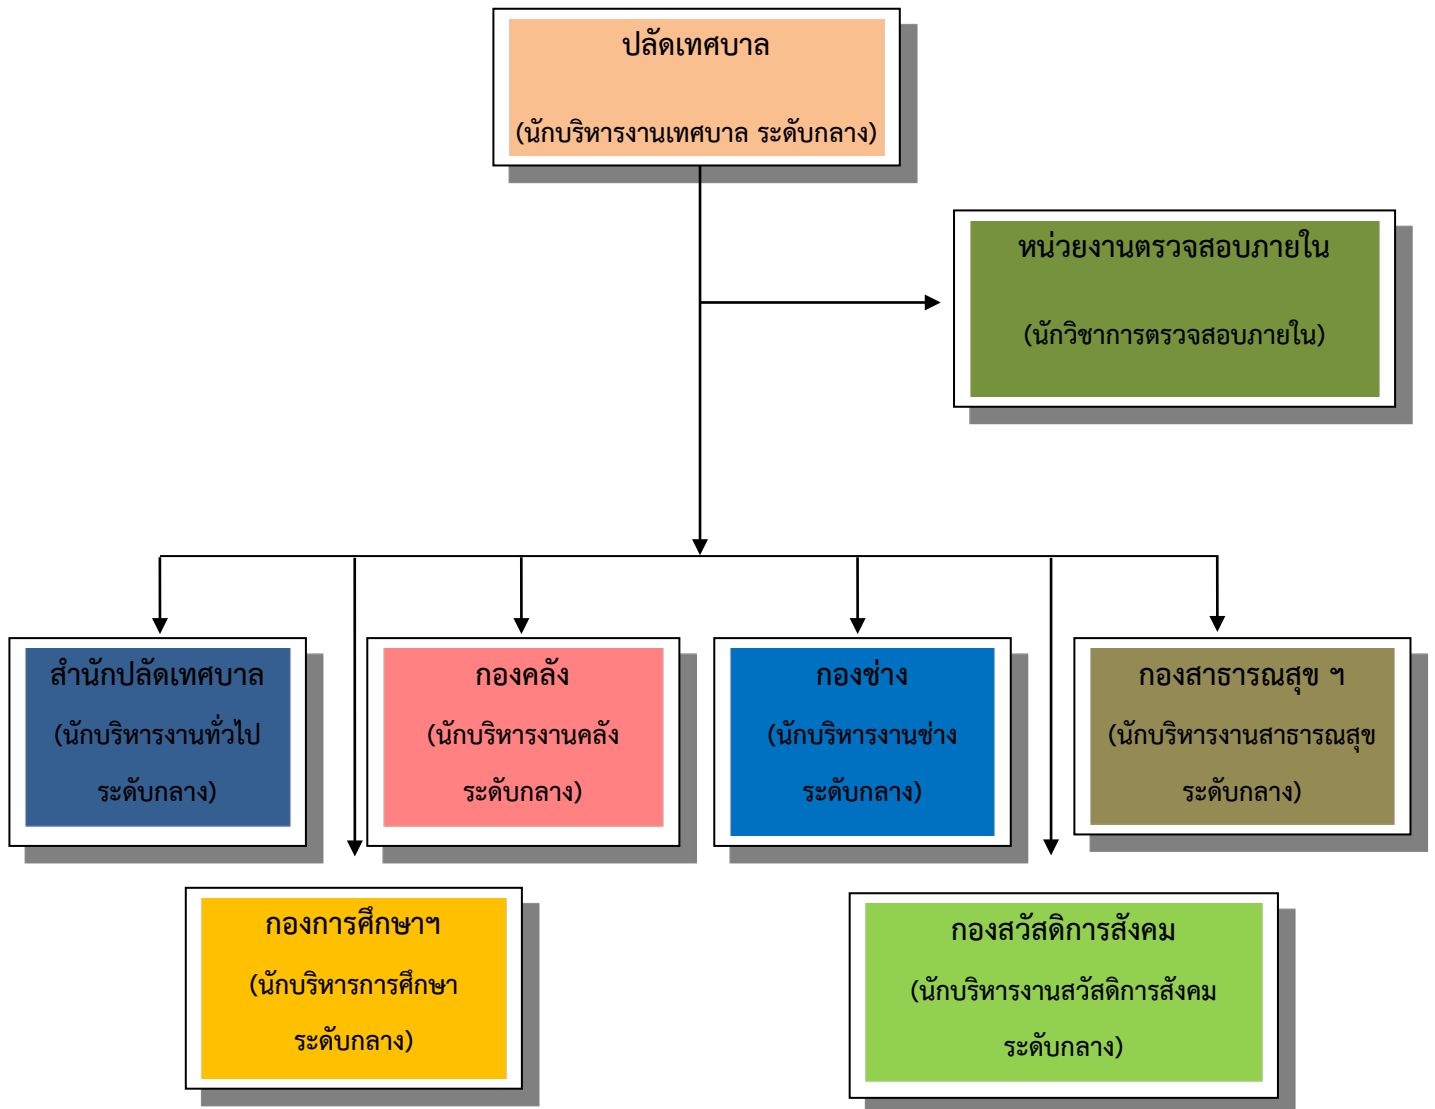 ปลัดเทศบาล
(นักบริหารงานเทศบาล ระดับกลาง)
หน่วยงานตรวจสอบภายใน
(นักวิชาการตรวจสอบภายใน)
สำนักปลัดเทศบาล
(นักบริหารงานทั่วไป
ระดับกลาง)
กองคลัง
(นักบริหารงานคลัง
ระดับกลาง)
กองช่าง
(นักบริหารงานช่าง
ระดับกลาง)
กองสาธารณสุข ฯ
(นักบริหารงานสาธารณสุข
ระดับกลาง)
กองการศึกษาฯ
(นักบริหารการศึกษา
ระดับกลาง)
กองสวัสดิการสังคม
(นักบริหารงานสวัสดิการสังคม
ระดับกลาง)